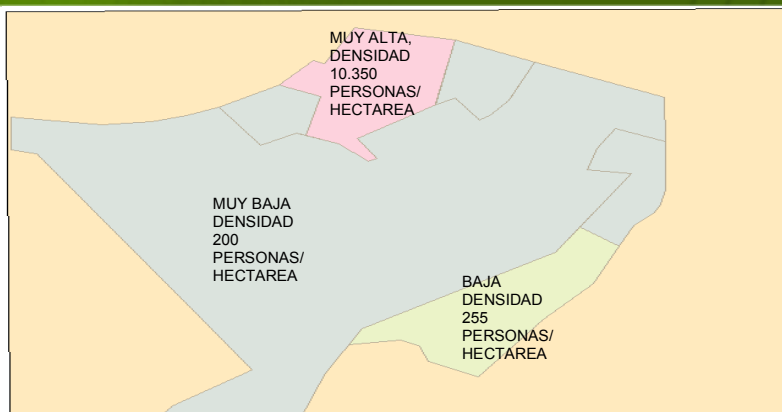 MUY ALTA,
DENSIDAD
10.350
PERSONAS/
HECTAREA
MUY BAJA
DENSIDAD
200
PERSONAS/
HECTAREA
BAJA
DENSIDAD
255
PERSONAS/
HECTAREA